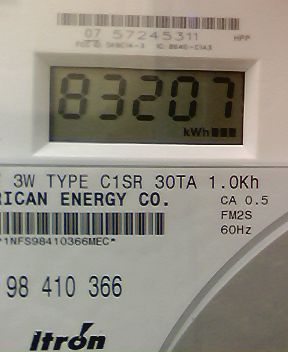 07 57245311 HPP
83207
kWh
3W TYPE C1SR 30TA 1.0Kh
RICAN ENERGY CO.
CA 0.5
FM2S
60Hz
*1NFS98410366MEC*
98 410 366
Itron